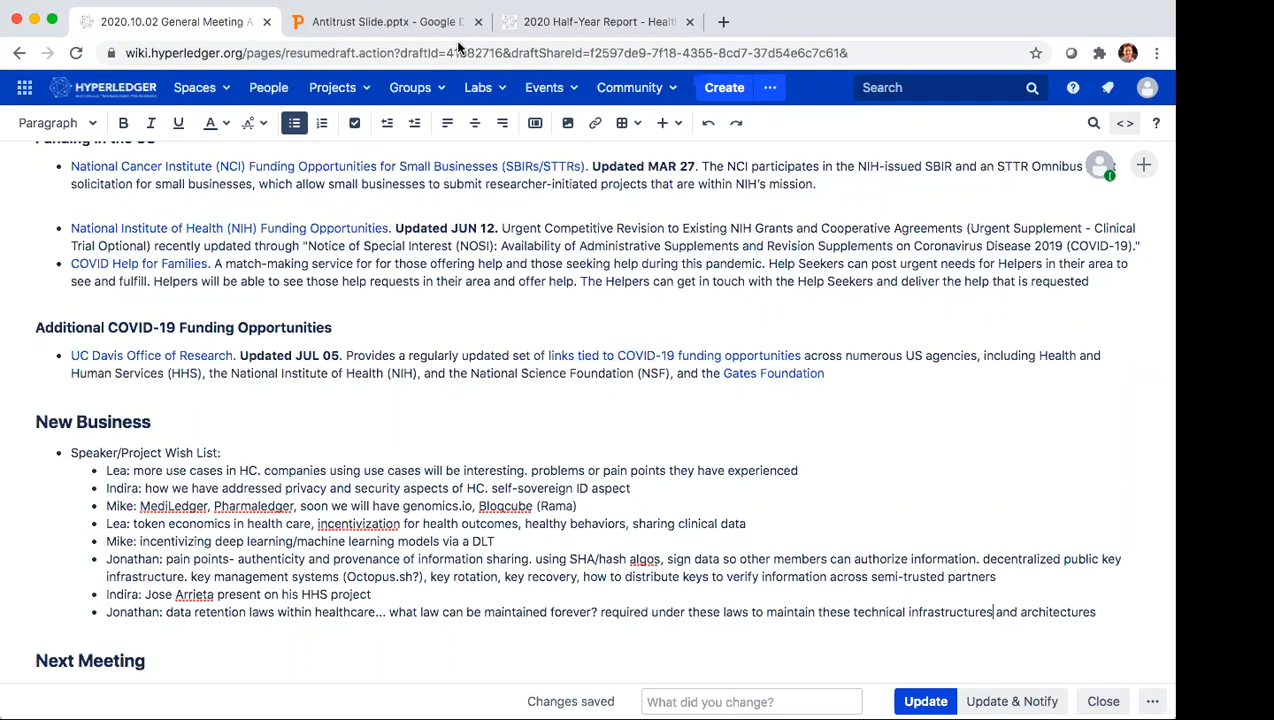 2020.10.02 General Meeting A
Antitrust Slide.pptx - Google D
2020 Half-Year Report - Healt
wiki.hyperledger.org/pages/resumedraft.action?draftId=41582716&draftShareId=f2597de9-7f18-4355-8cd7-37d54e6c7c61&
HYPERLEDGER Spaces People Projects Groups Labs Events Community Create Search
Paragraph B I U A
Funding in the US
National Cancer Institute (NCI) Funding Opportunities for Small Businesses (SBIRs/STTRs). Updated MAR 27. The NCI participates in the NIH-issued SBIR and an STTR Ombibus
solicitation for small businesses, which allow small businesses to submit researcher-initiated projects that are within NIH's mission.
National Institute of Health (NIH) Funding Opportunities. Updated JUN 12. Urgent Competitive Revision to Existing NIH Grants and Cooperative Agreements (Urgent Supplement - Clinical
Trial Optional) recently updated through "Notice of Special Interest (NOSI): Availability of Administrative Supplements and Revision Supplements on Coronavirus Disease 2019 (COVID-19)."
COVID Help for Families. A match-making service for for those offering help and those seeking help during this pandemic. Help Seekers can post urgent needs for Helpers in their area to
see and fulfill. Helpers will be able to see those help requests in their area and offer help. The Helpers can get in touch with the Help Seekers and deliver the help that is requested
Additional COVID-19 Funding Opportunities
UC Davis Office of Research. Updated JUL 05. Provides a regularly updated set of links tied to COVID-19 funding opportunities across numerous US agencies, including Health and
Human Services (HHS), the National Institute of Health (NIH), and the National Science Foundation (NSF), and the Gates Foundation
New Business
Speaker/Project Wish List:
Lea: more use cases in HC. companies using use cases will be interesting. problems or pain points they have experienced
Indira: how we have addressed privacy and security aspects of HC. self-sovereign ID aspect
Mike: MediLedger, Pharmaledger, soon we will have genomics.io, Bloqcube (Rama)
Lea: token economics in health care, incentivization for health outcomes, healthy behaviors, sharing clinical data
Mike: incentivizing deep learning/machine learning models via a DLT
Jonathan: pain points- authenticity and provenance of information sharing. using SHA/hash algos, sign data so other members can authorize information. decentralized public key
infrastructure. key management systems (Octopus.sh?), key rotation, key recovery, how to distribute keys to verify information across semi-trusted partners
Indira: Jose Arrieta present on his HHS project
Jonathan: data retention laws within healthcare... what law can be maintained forever? required under these laws to maintain these technical infrastructures and architectures
Next Meeting
Changes saved What did you change? Update Update & Notify Close